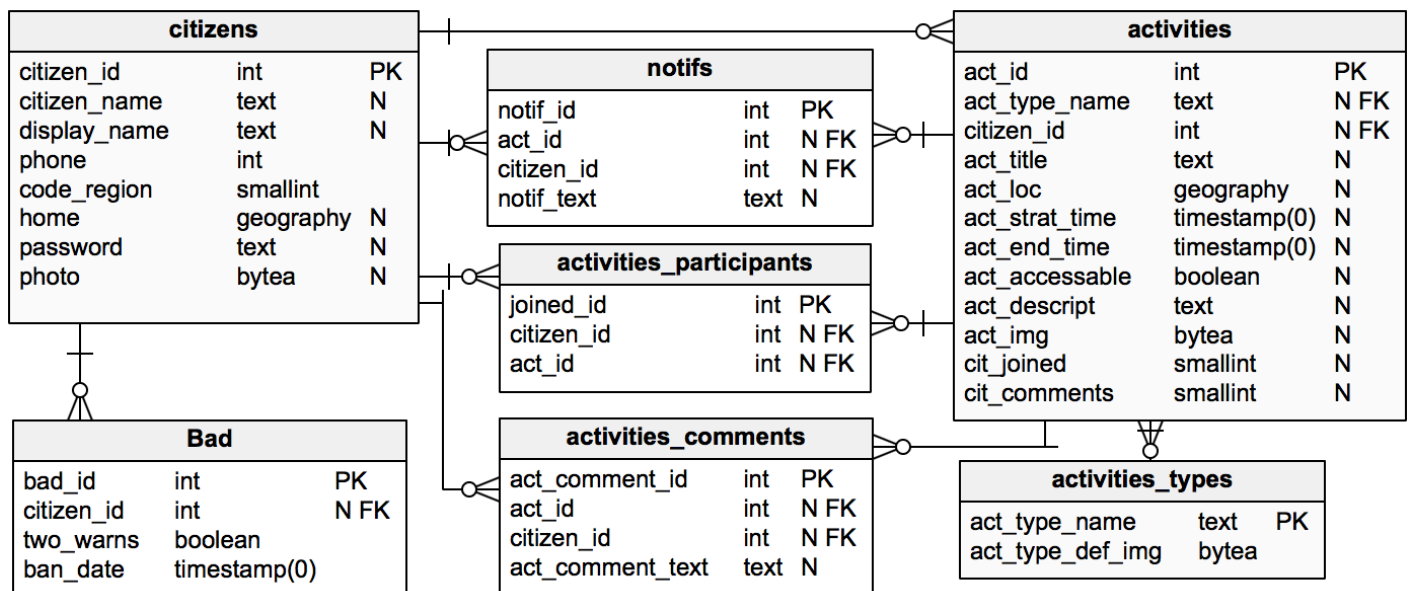 citizens
citizen_id int PK
citizen_name text N
display_name text N
phone int
code_region smallint
home geography N
password text N
photo bytea N
notifs
notif_id int PK
act_id int N FK
citizen_id int N FK
notif_text text N
activities
act_id int PK
act_type_name text N FK
citizen_id int N FK
act_title text N
act_loc geography N
act_strat_time timestamp(0) N
act_end_time timestamp(0) N
act_accessable boolean N
act_descript text N
act_img bytea N
cit_joined smallint N
cit_comments smallint N
activities_participants
joined_id int PK
citizen_id int N FK
act_id int N FK
Bad
bad_id int PK
citizen_id int N FK
two_warns boolean
ban_date timestamp(0)
activities_comments
act_comment_id int PK
act_id int N FK
citizen_id int N FK
act_comment_text text N
activities_types
act_type_name text PK
act_type_def_img bytea